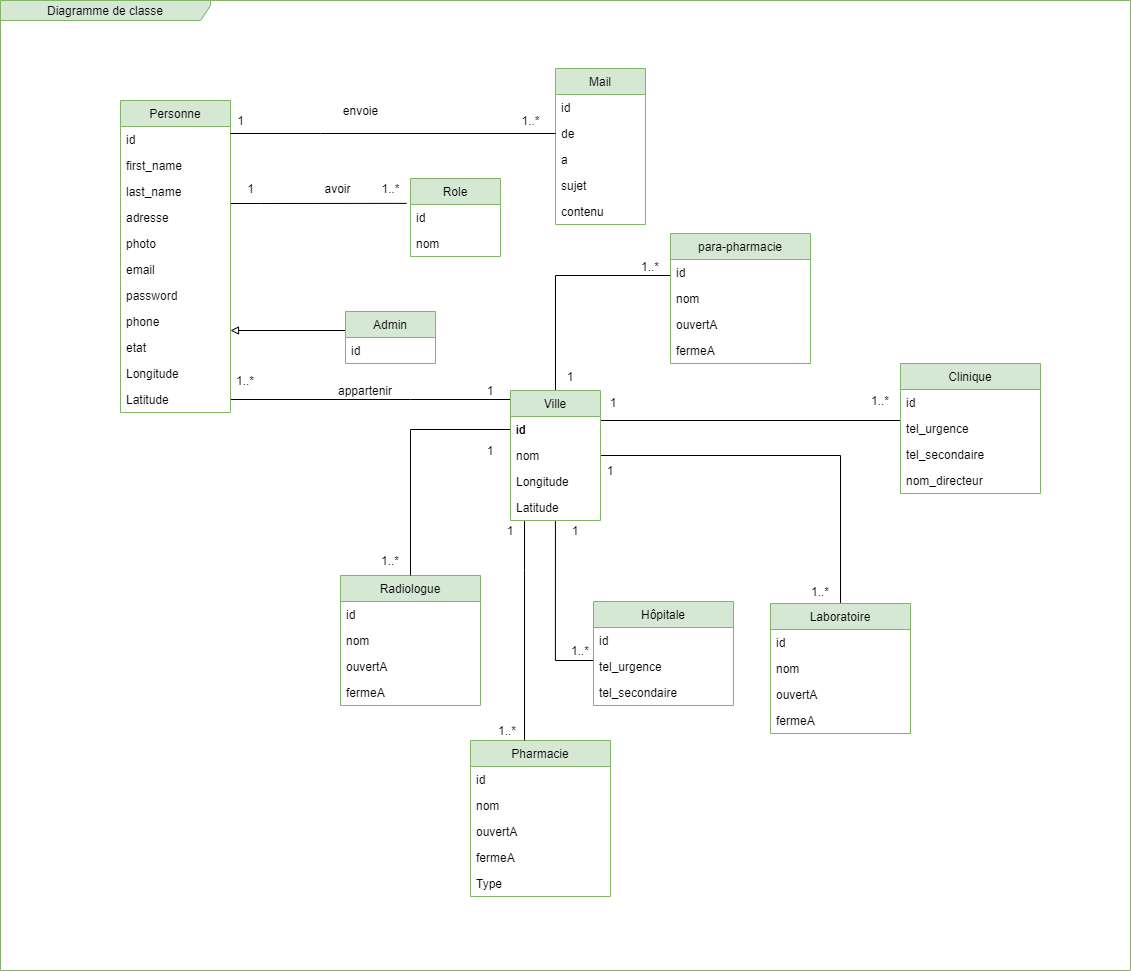 Diagramme de classe
Personne
id
first_name
last_name
adresse
photo
email
password
phone
etat
Longitude
Latitude
1
envoie
1..*
Mail
id
de
a
sujet
contenu
1
avoir
1..*
Role
id
nom
Admin
id
1..*
appartenir
1
Ville
id
nom
Longitude
Latitude
1
1..*
para-pharmacie
id
nom
ouvertA
fermeA
1
1..*
Clinique
id
tel_urgence
tel_secondaire
nom_directeur
1
1..*
Laboratoire
id
nom
ouvertA
fermeA
1
1..*
Radiologue
id
nom
ouvertA
fermeA
1
1..*
Hôpitale
id
tel_urgence
tel_secondaire
1
1..*
Pharmacie
id
nom
ouvertA
fermeA
Type